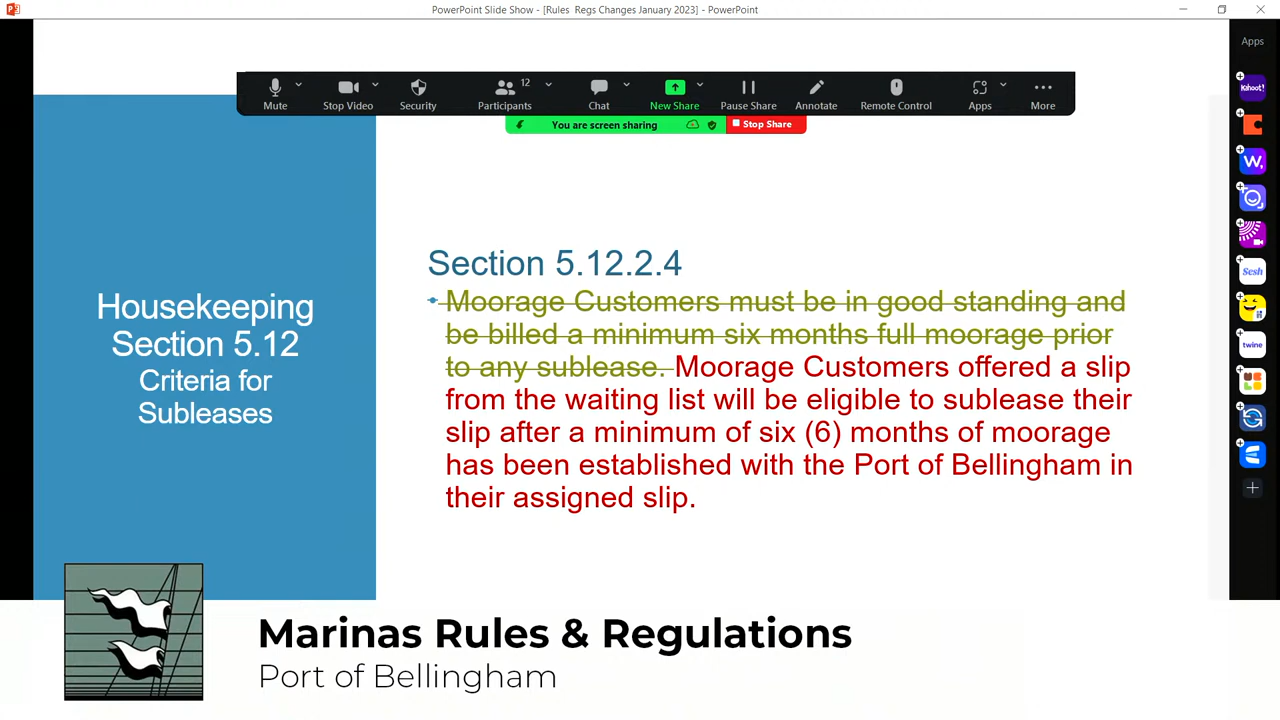 PowerPoint Slide Show - [Rules  Regs Changes January 2023] - PowerPoint
Apps
Mute
Stop Video
Security
Participants
12
Chat
New Share
Pause Share
Annotate
Remote Control
Apps
More
You are screen sharing
Stop Share
Kahoot!
W,
Sesh
twine
Housekeeping
Section 5.12
Criteria for
Subleases
Section 5.12.2.4
• Moorage Customers must be in good standing and
be billed a minimum six months full moorage prior
to any sublease. Moorage Customers offered a slip
from the waiting list will be eligible to sublease their
slip after a minimum of six (6) months of moorage
has been established with the Port of Bellingham in
their assigned slip.
Marinas Rules & Regulations
Port of Bellingham